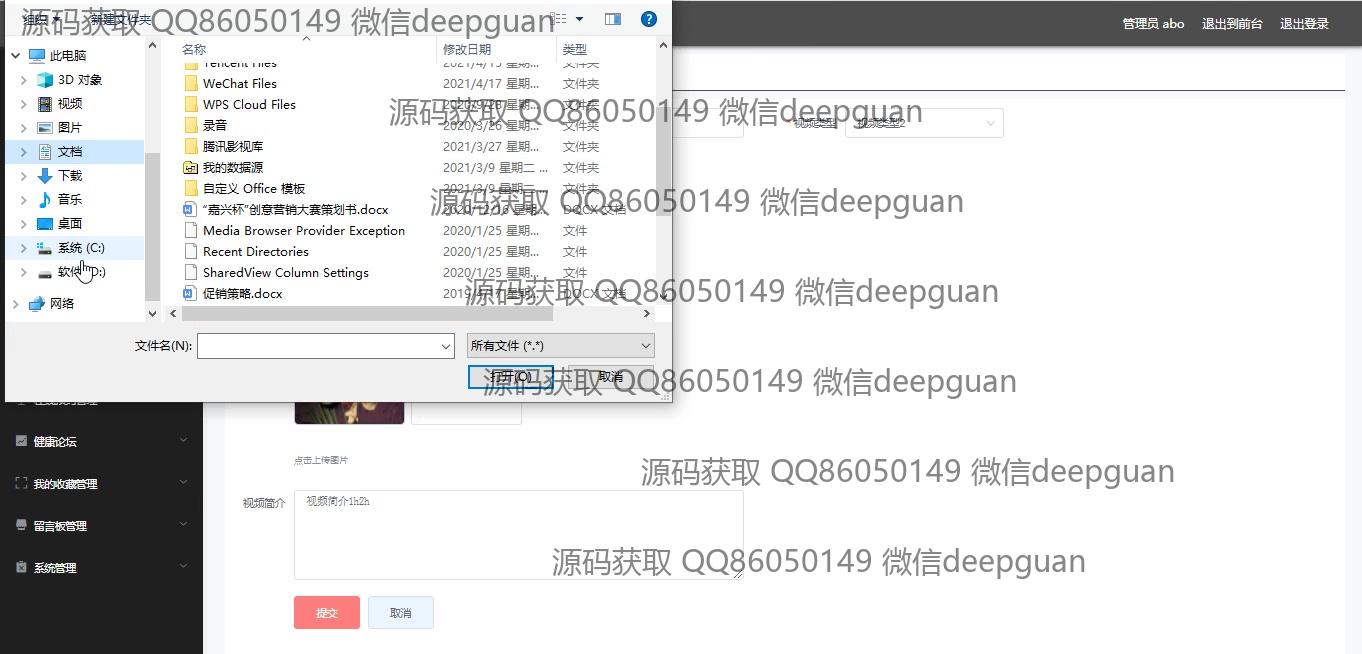 组织 新建文件夹
源码获取 QQ86050149 微信deepguan
管理员 abo 退出到前台 退出登录
此电脑
3D 对象
视频
图片
文档
下载
音乐
桌面
系统 (C:)
软件 (D:)
网络
名称 修改日期 类型
Tencent Files 2021/4/15 星期... 文件夹
WeChat Files 2021/4/17 星期... 文件夹
WPS Cloud Files 2020/9/28 星期... 文件夹
源码获取 QQ86050149 微信deepguan
视频类型 视频类型2
录音 2020/3/26 星期... 文件夹
腾讯影视库 2021/3/27 星期... 文件夹
我的数据源 2021/3/9 星期二 ... 文件夹
自定义 Office 模板 2021/3/9 星期二 ... 文件夹
源码获取 QQ86050149 微信deepguan
“嘉兴杯”创意营销大赛策划书.docx 2020/12/16 星期... DOCX 文档
Media Browser Provider Exception 2020/1/25 星期... 文件
Recent Directories 2020/1/25 星期... 文件
SharedView Column Settings 2020/1/25 星期... 文件
促销策略.docx 2019/4/17 星期... DOCX 文档
源码获取 QQ86050149 微信deepguan
文件名(N): 所有文件 (*.*)
打开(O) 取消
源码获取 QQ86050149 微信deepguan
健康论坛
我的收藏管理
留言板管理
系统管理
点击上传图片
源码获取 QQ86050149 微信deepguan
视频简介 视频简介1h2h
源码获取 QQ86050149 微信deepguan
提交 取消